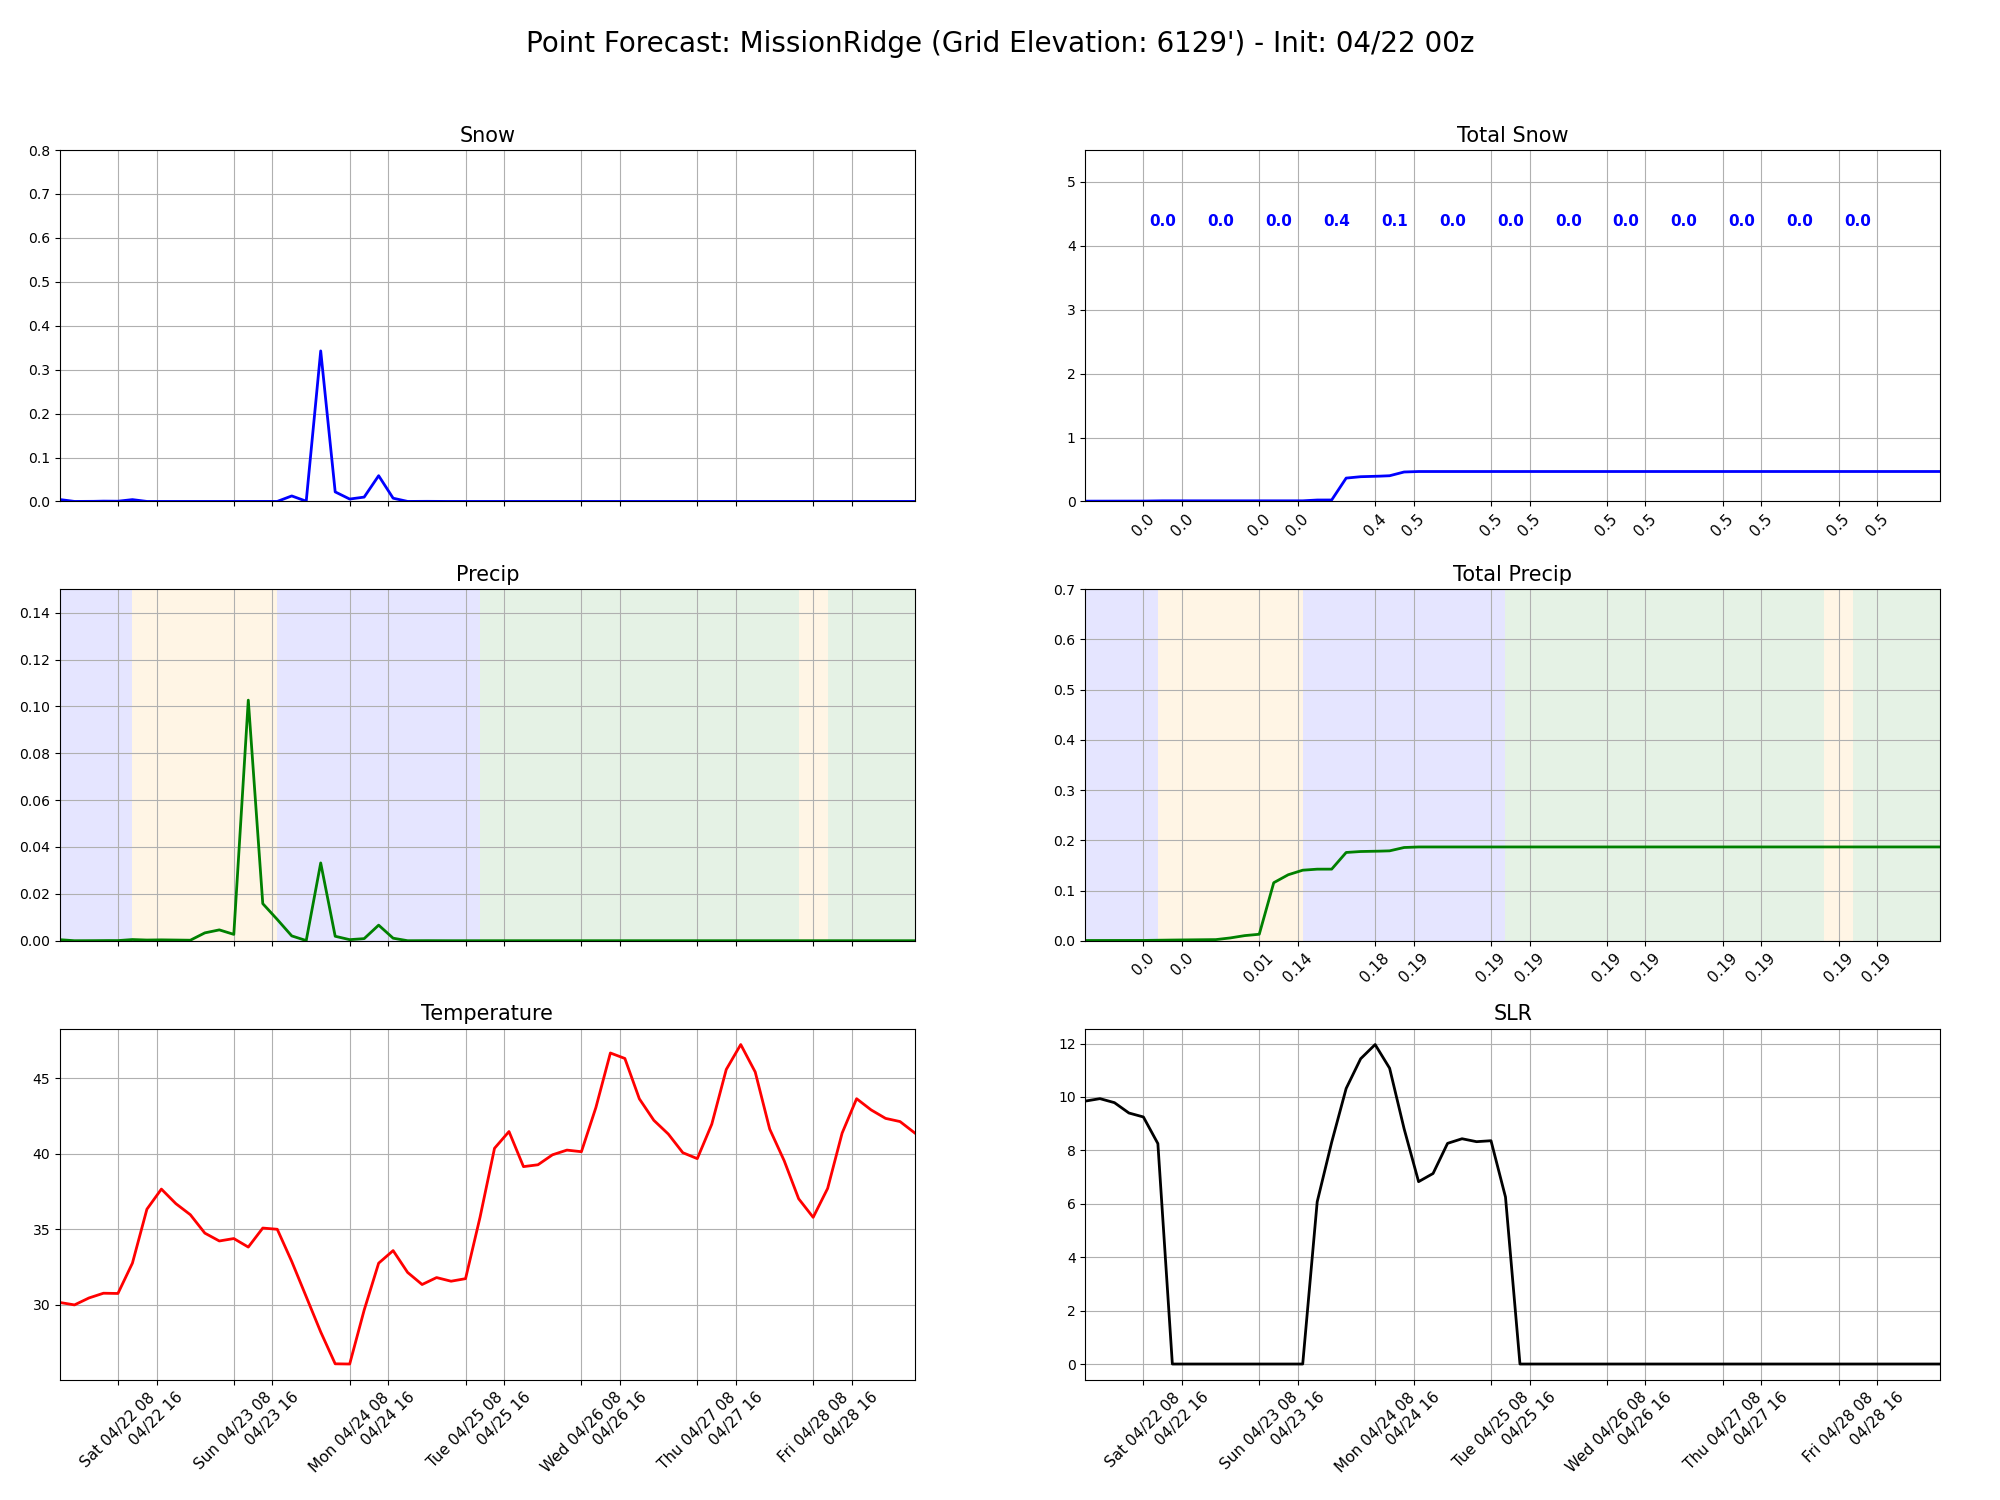 Point Forecast: MissionRidge (Grid Elevation: 6129') - Init: 04/22 00z
Snow
0.8
0.7
0.6
0.5
0.4
0.3
0.2
0.1
0.0
Total Snow
5
4
3
2
1
0
0.0 0.0 0.0 0.4 0.1 0.0 0.0 0.0 0.0 0.0 0.0 0.0 0.0
0.0 0.0 0.0 0.0 0.4 0.5 0.5 0.5 0.5 0.5 0.5 0.5 0.5 0.5
Precip
0.14
0.12
0.10
0.08
0.06
0.04
0.02
0.00
Total Precip
0.7
0.6
0.5
0.4
0.3
0.2
0.1
0.0
0.0 0.0 0.01 0.14 0.18 0.19 0.19 0.19 0.19 0.19 0.19 0.19 0.19 0.19
Temperature
45
40
35
30
Sat 04/22 08
04/22 16
Sun 04/23 08
04/23 16
Mon 04/24 08
04/24 16
Tue 04/25 08
04/25 16
Wed 04/26 08
04/26 16
Thu 04/27 08
04/27 16
Fri 04/28 08
04/28 16
SLR
12
10
8
6
4
2
0
Sat 04/22 08
04/22 16
Sun 04/23 08
04/23 16
Mon 04/24 08
04/24 16
Tue 04/25 08
04/25 16
Wed 04/26 08
04/26 16
Thu 04/27 08
04/27 16
Fri 04/28 08
04/28 16